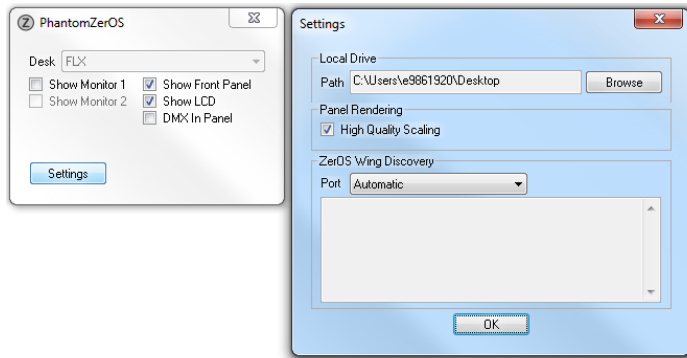 PhantomZerOS
Desk FLX
Show Monitor 1 Show Front Panel
Show Monitor 2 Show LCD
DMX In Panel
Settings
Settings
Local Drive
Path C:\Users\e9861920\Desktop Browse
Panel Rendering
High Quality Scaling
ZerOS Wing Discovery
Port Automatic
OK